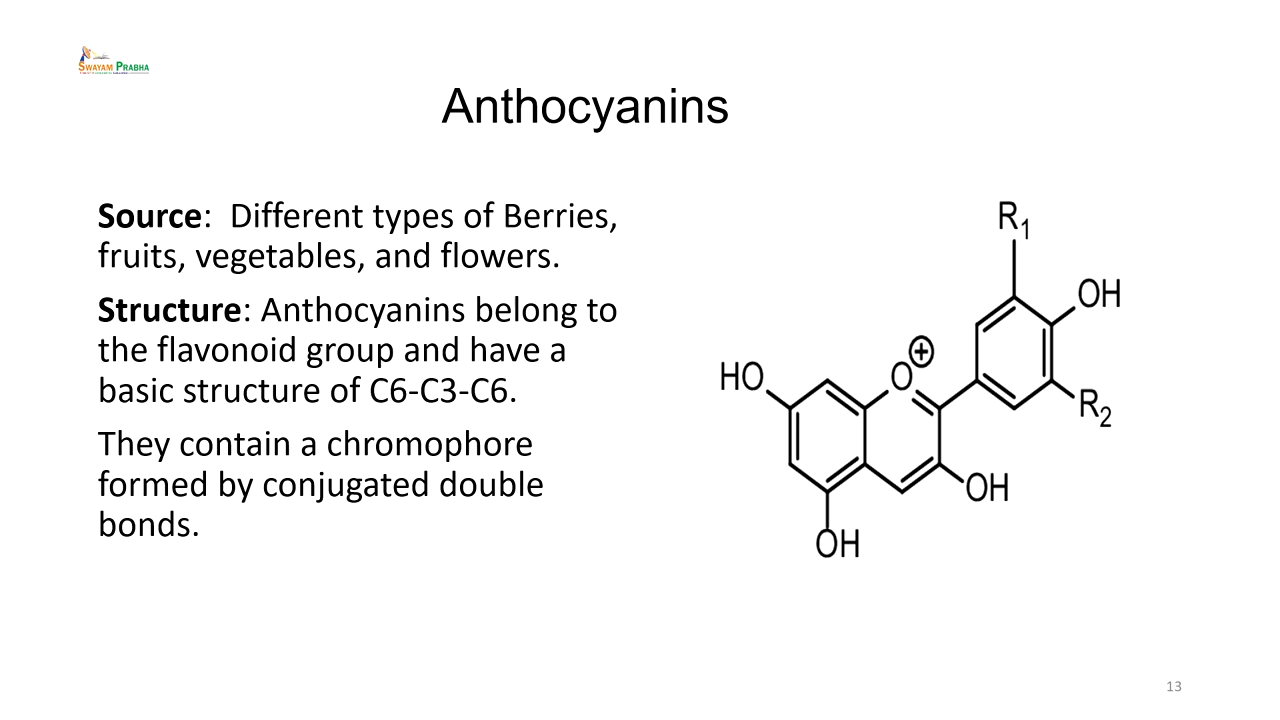 SWAYAM PRABHA
Anthocyanins
Source:  Different types of Berries,
fruits, vegetables, and flowers.
Structure: Anthocyanins belong to
the flavonoid group and have a
basic structure of C6-C3-C6.
They contain a chromophore
formed by conjugated double
bonds.
R1
OH
O
+
HO
R2
OH
OH
13